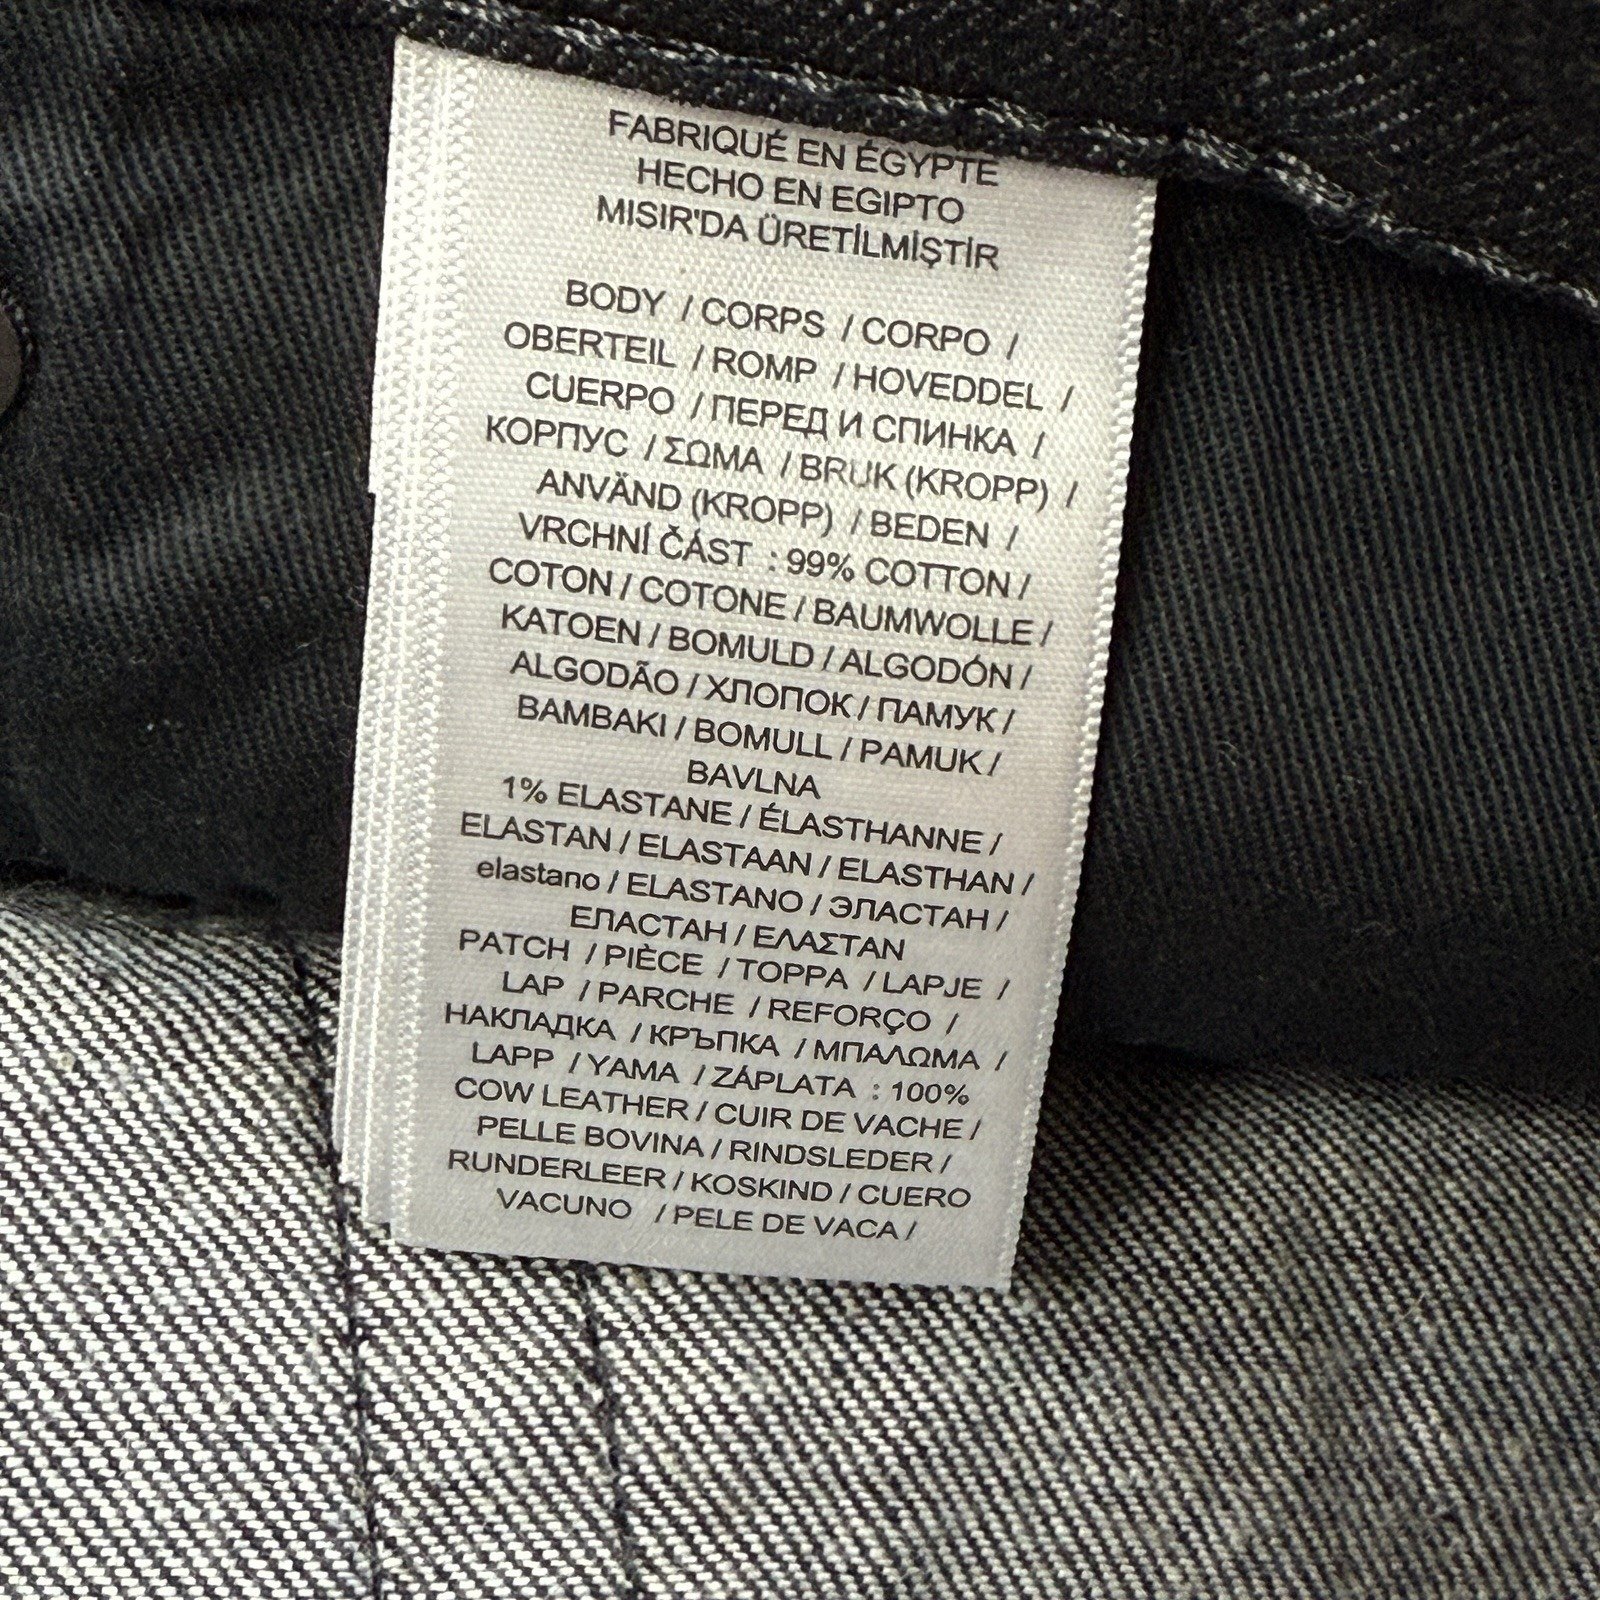 FABRIQUÉ EN ÉGYPTE
HECHO EN EGIPTO
MISIR'DA ÜRETİLMİŞTİR
BODY / CORPS / CORPO /
OBERTEIL / ROMP / HOVEDDEL /
CUERPO / ПЕРЕД И СПИНКА /
КОРПУС / ΣΩΜΑ / BRUK (KROPP) /
ANVÄND (KROPP) / BEDEN /
VRCHNÍ ČÁST : 99% COTTON /
COTON / COTONE / BAUMWOLLE /
KATOEN / BOMULD / ALGODÓN /
ALGODÃO / ХЛОПОК / ПАМУК /
BAMBAKI / BOMULL / PAMUK /
BAVLNA
1% ELASTANE / ÉLASTHANNE /
ELASTAN / ELASTAAN / ELASTHAN /
elastano / ELASTANO / ЭЛАСТАН /
ЕЛАСТАН / ΕΛΑΣΤΑΝ
PATCH / PIÈCE / TOPPA / LAPJE /
LAP / PARCHE / REFORÇO /
НАКЛАДКА / КРЪПКА / ΜΠΑΛΩΜΑ /
LAPP / YAMA / ZÁPLATA : 100%
COW LEATHER / CUIR DE VACHE /
PELLE BOVINA / RINDSLEDER /
RUNDERLEER / KOSKIND / CUERO
VACUNO / PELE DE VACA /